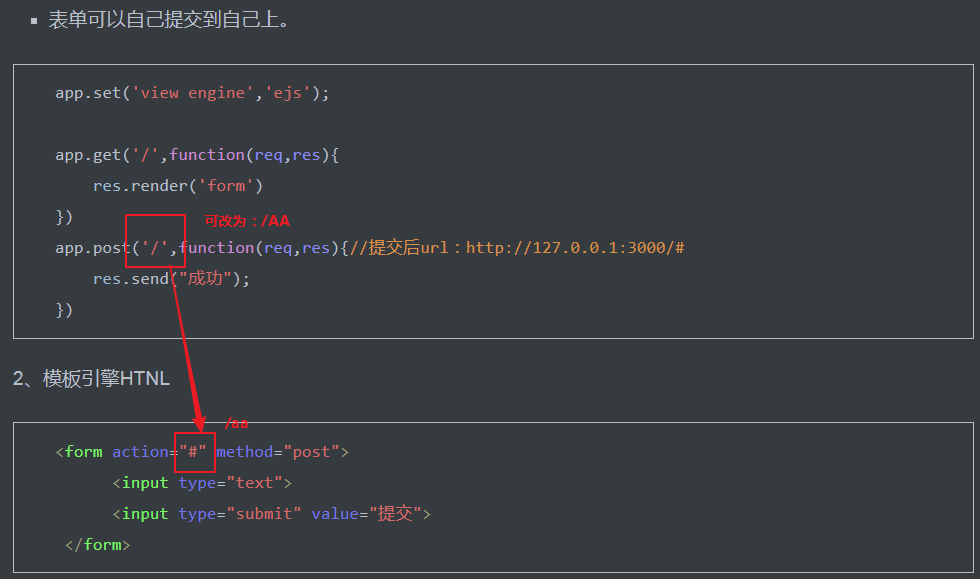 表单可以自己提交到自己上。
app.set('view engine','ejs');
app.get('/',function(req,res){
res.render('form')
})
可改为：/AA
app.post('/',function(req,res){//提交后url：http://127.0.0.1:3000/#
res.send("成功");
})
2、模板引擎HTNL
/aa
<form action="#" method="post">
<input type="text">
<input type="submit" value="提交">
</form>